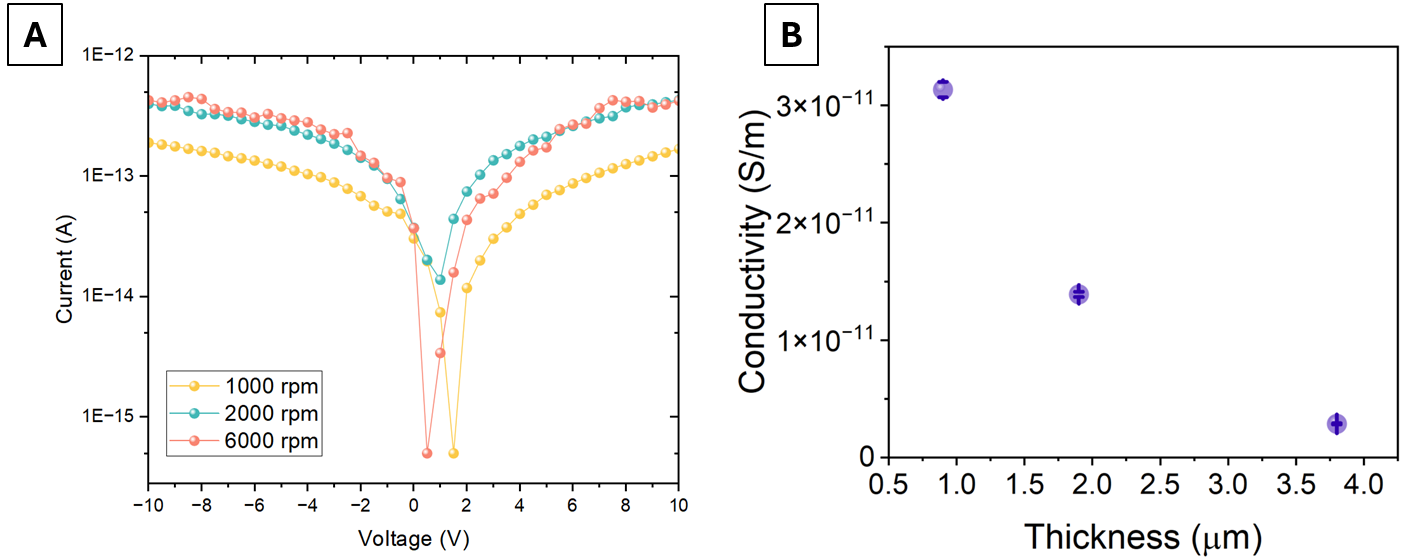 A
1E−12
1E−13
1E−14
1E−15
Current (A)
1000 rpm
2000 rpm
6000 rpm
−10 −8 −6 −4 −2 0 2 4 6 8 10
Voltage (V)
B
3×10⁻¹¹
2×10⁻¹¹
1×10⁻¹¹
0
Conductivity (S/m)
0.5 1.0 1.5 2.0 2.5 3.0 3.5 4.0
Thickness (μm)